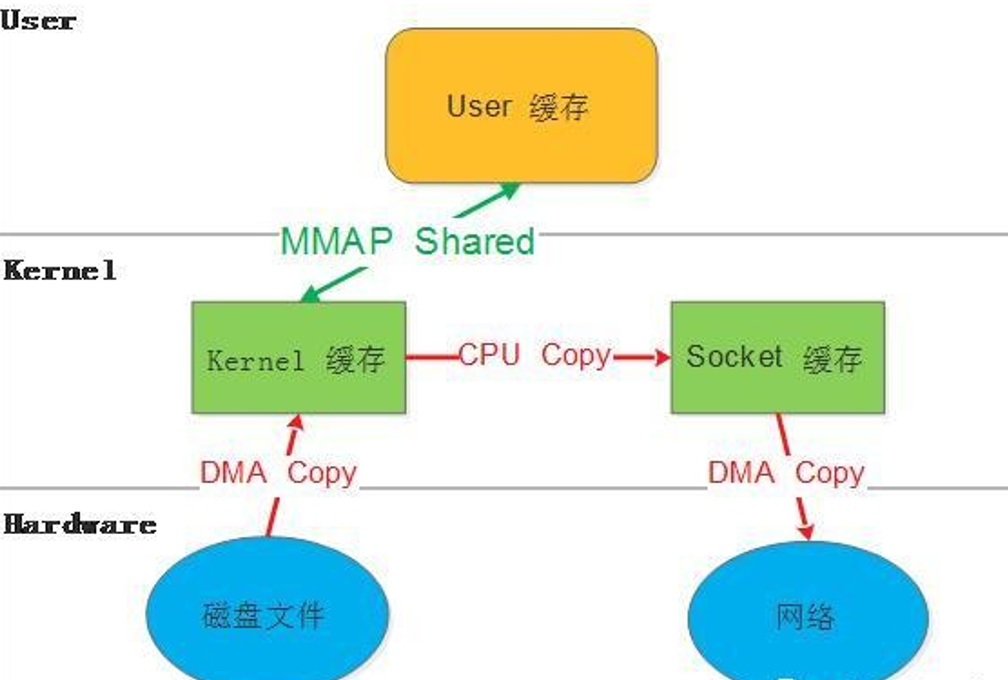 User
User 缓存
MMAP Shared
Kernel
Kernel 缓存
CPU Copy
Socket 缓存
DMA Copy
DMA Copy
Hardware
磁盘文件
网络